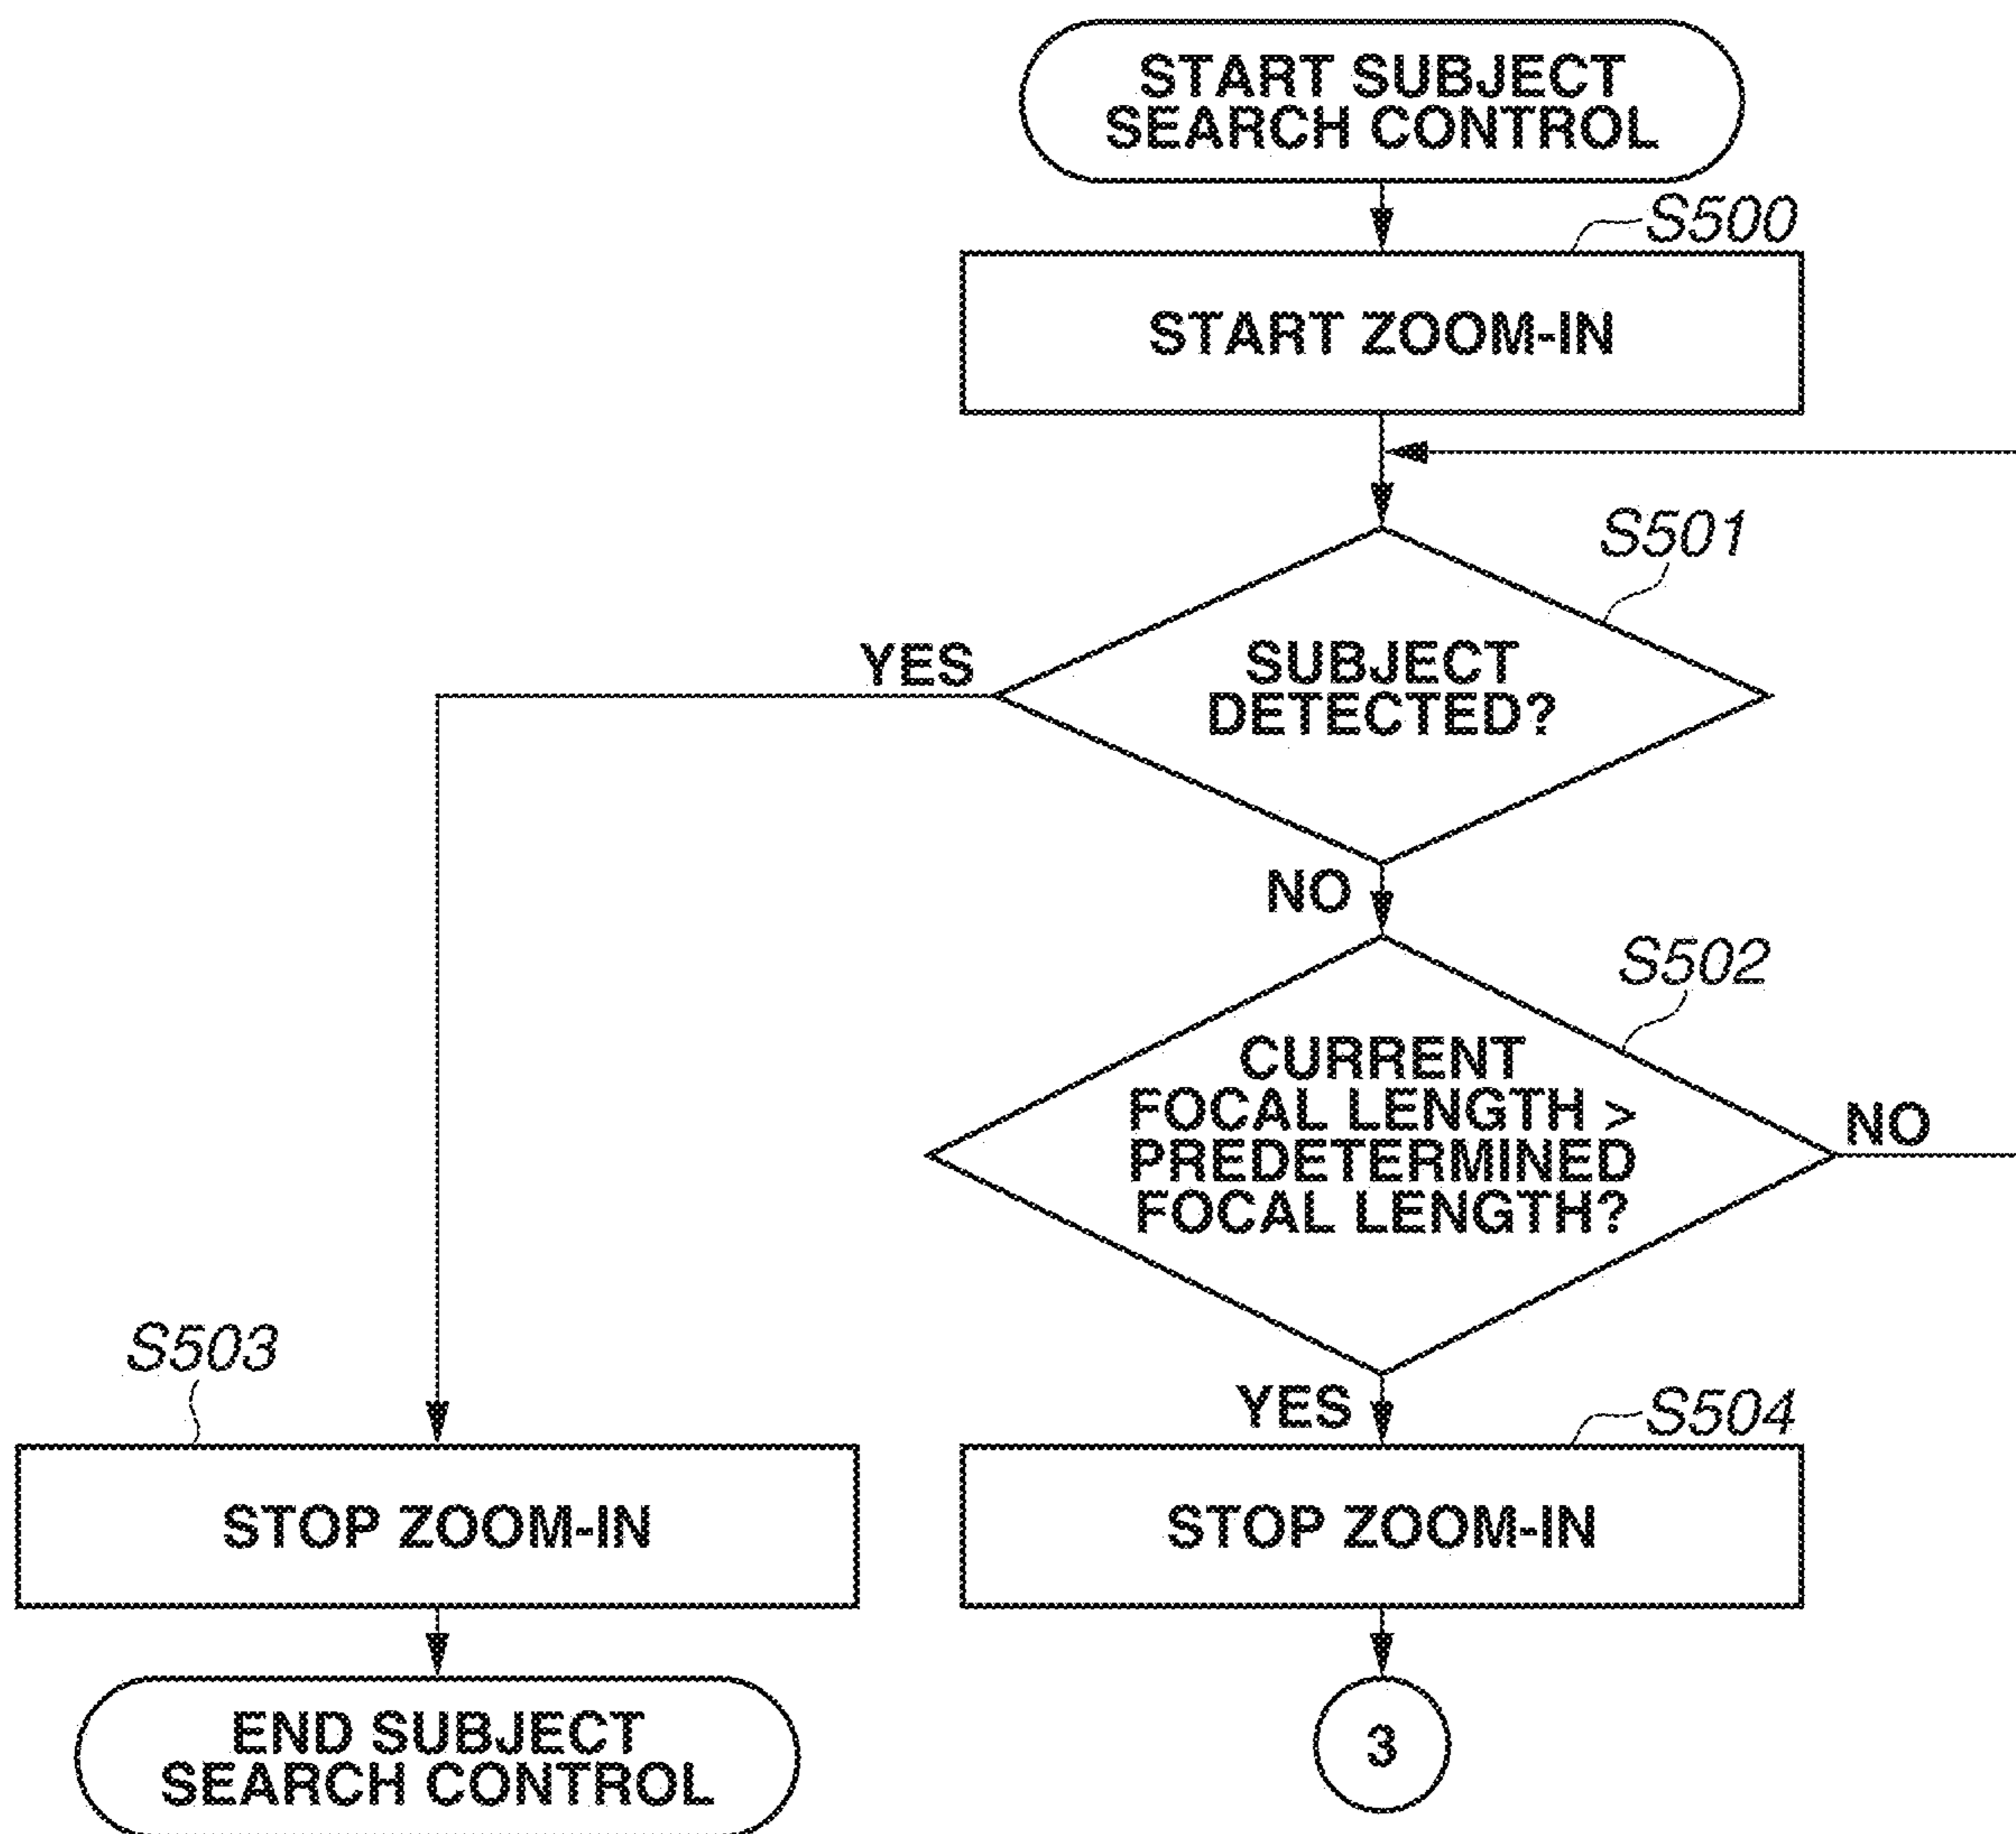 START SUBJECT
SEARCH CONTROL
S500
START ZOOM-IN
S501
SUBJECT
DETECTED?
YES
NO
S502
CURRENT
FOCAL LENGTH >
PREDETERMINED
FOCAL LENGTH?
NO
YES
S503
STOP ZOOM-IN
S504
STOP ZOOM-IN
END SUBJECT
SEARCH CONTROL
3